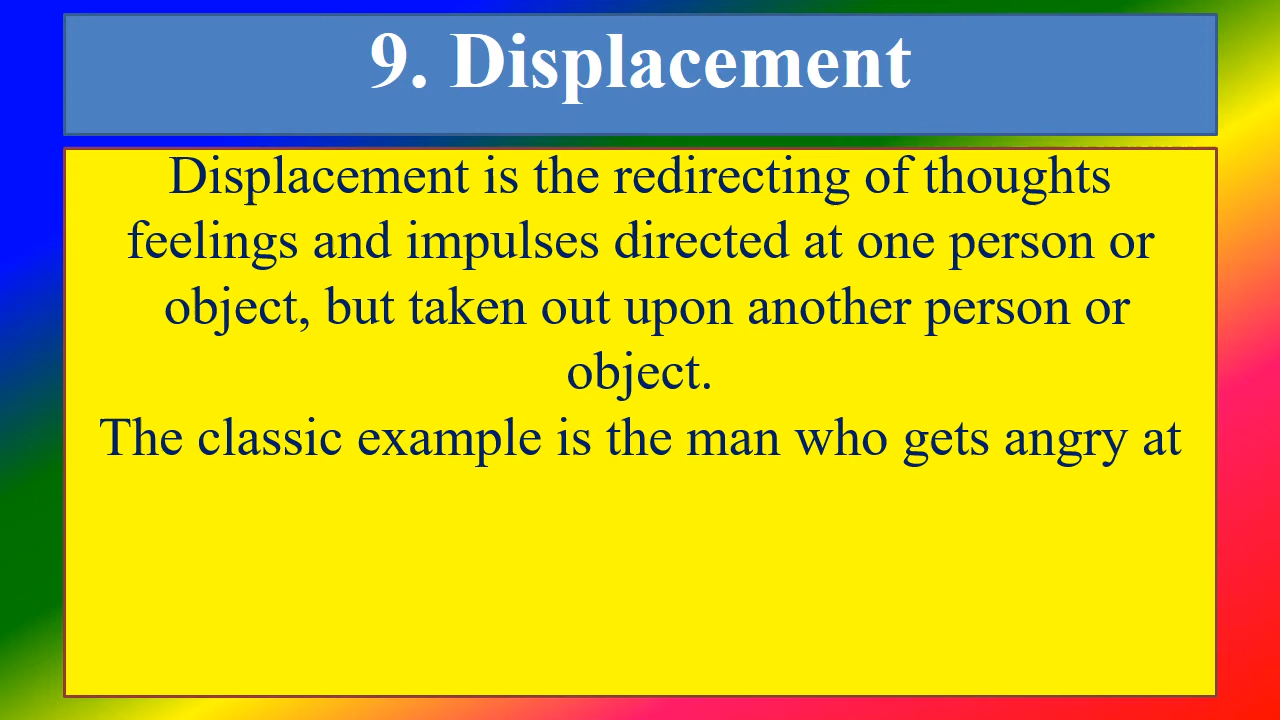 9. Displacement
Displacement is the redirecting of thoughts
feelings and impulses directed at one person or
object, but taken out upon another person or
object.
The classic example is the man who gets angry at